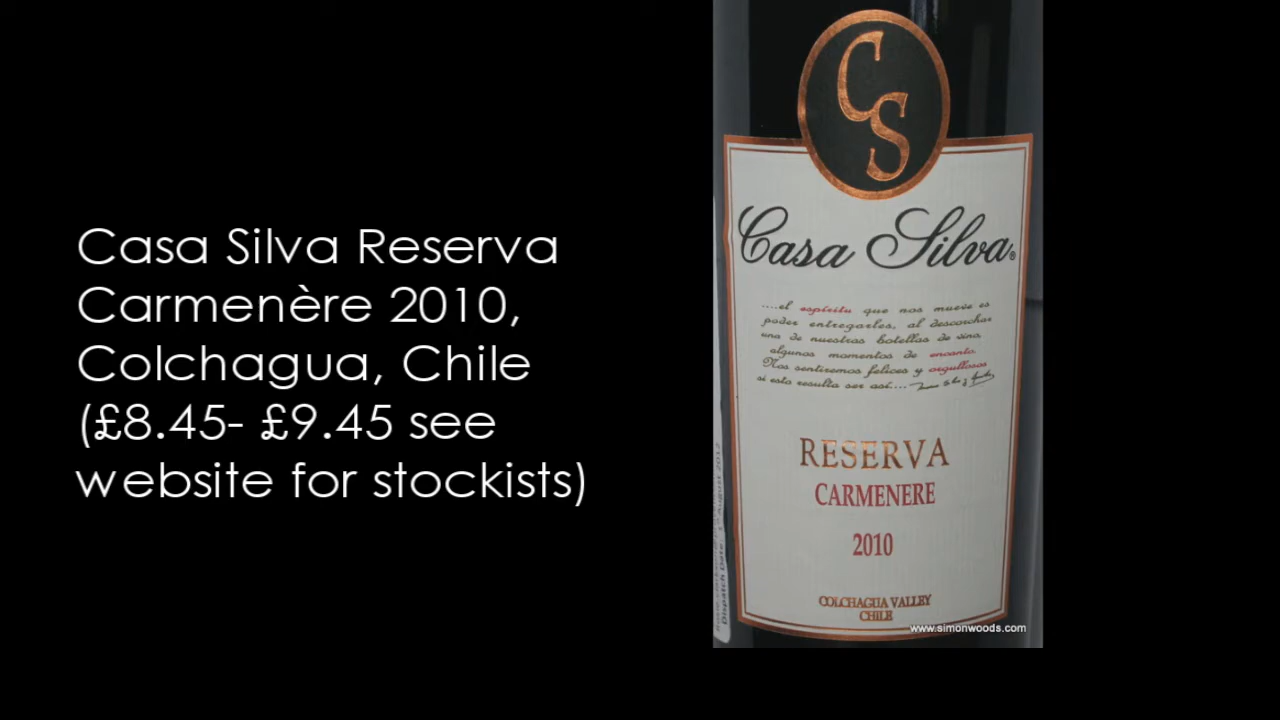 Casa Silva Reserva
Carmenère 2010,
Colchagua, Chile
(£8.45- £9.45 see
website for stockists)
CS
Casa Silva®
....el espíritu que nos mueve es
poder entregarles, al descorchar
una de nuestras botellas de vino,
algunos momentos de encanto.
Nos sentiremos felices y orgullosos
si esto resulta ser así....
RESERVA
CARMENERE
2010
COLCHAGUA VALLEY
CHILE
www.simonwoods.com
Dispatch Date: